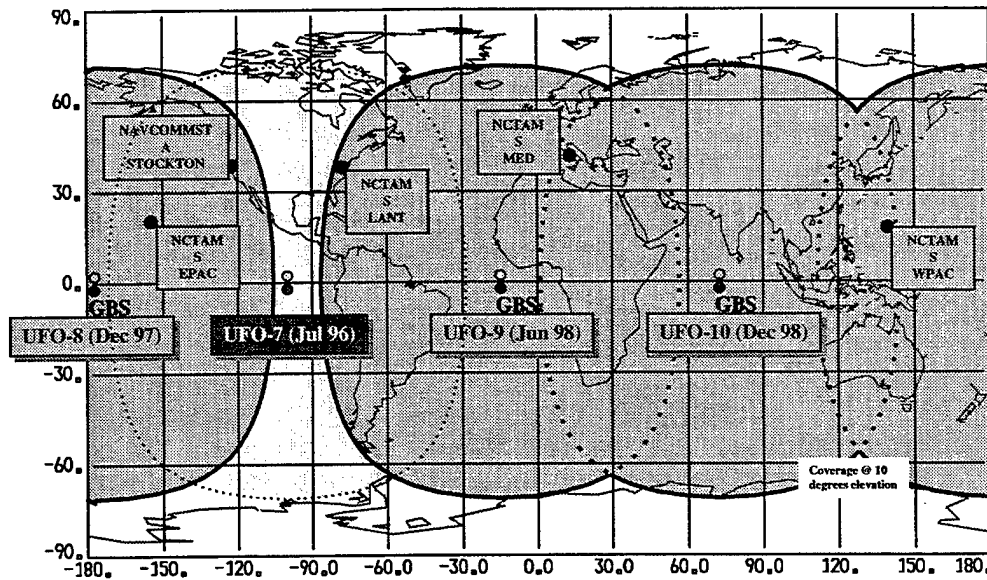 90.
60.
30.
0.
-30.
-60.
-90.
NAVCOMMST
A
STOCKTON
NCTAM
S
EPAC
NCTAM
S
LANT
NCTAM
S
MED
NCTAM
S
WPAC
GBS
GBS
GBS
UFO-8 (Dec 97)
UFO-7 (Jul 96)
UFO-9 (Jun 98)
UFO-10 (Dec 98)
Coverage @ 10
degrees elevation
-180. -150. -120. -90. -60. -30. 0.0 30.0 60.0 90.0 120. 150. 180.